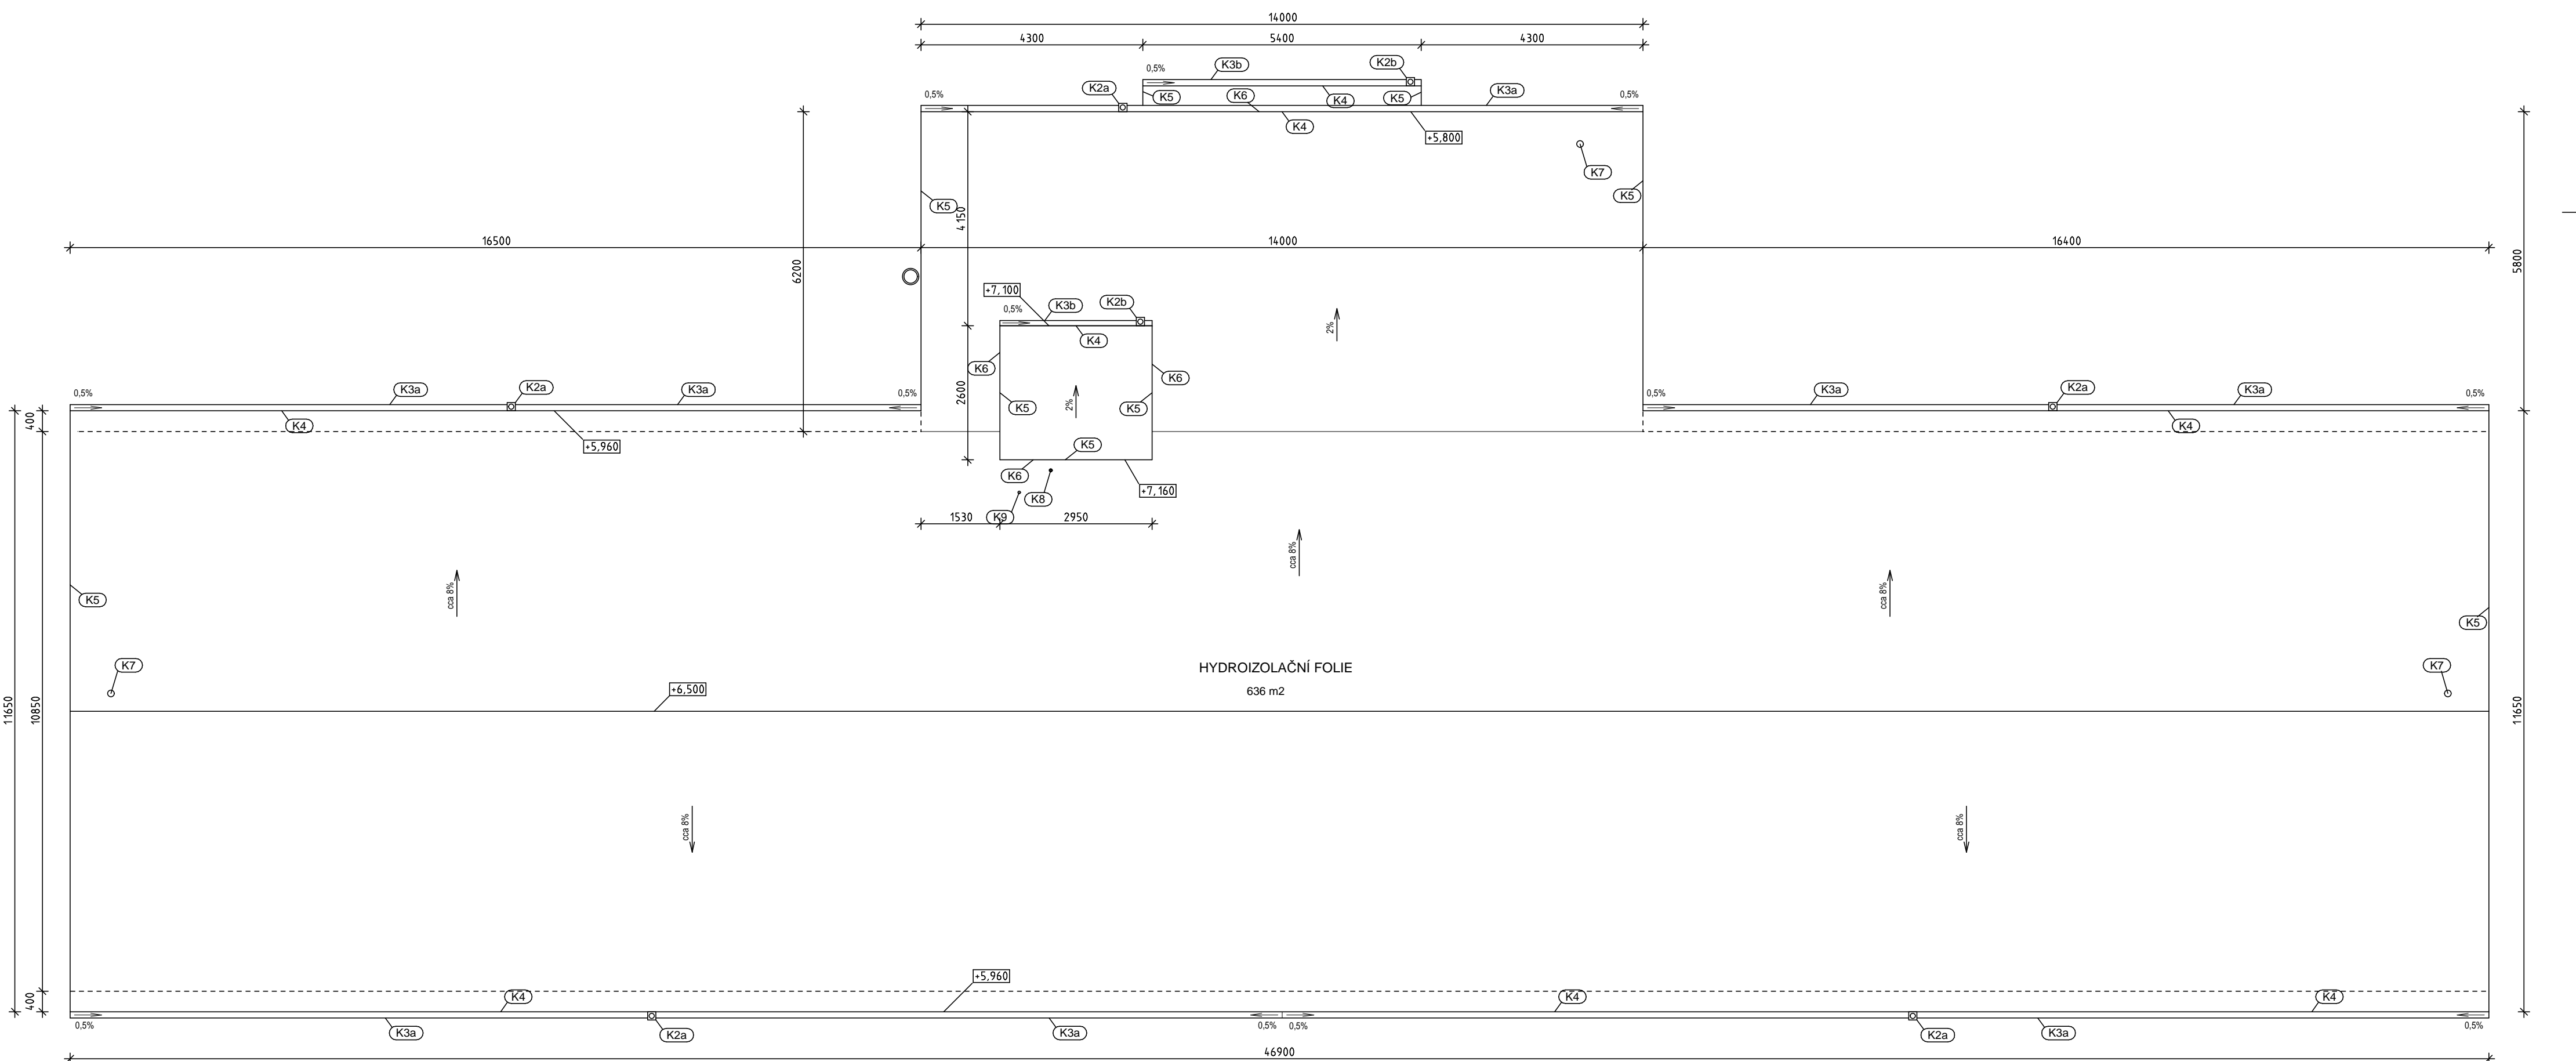 14000
4300 5400 4300
0,5% K3b K2b
K2a K5 K6 K4 K5 K3a
0,5% 0,5%
K4 +5,800
K7
K5 K5
4150
16500 14000 16400
6200 5800
+7,100 K3b K2b
0,5%
2%
K4
K6 K6
2600
0,5% K3a K2a K3a 0,5% 0,5% K3a K2a K3a 0,5%
K5 2% K5
400
K4 K4
+5,960
K5
K6 K8 +7,160
K9
1530 2950
cca 8% cca 8% cca 8%
K5 K5
K7 HYDROIZOLAČNÍ FOLIE K7
636 m2
+6,500
11650 10850 11650
cca 8% cca 8%
+5,960
400
K4 K4 K4
0,5% K3a K2a K3a 0,5% 0,5% K2a K3a 0,5%
46900